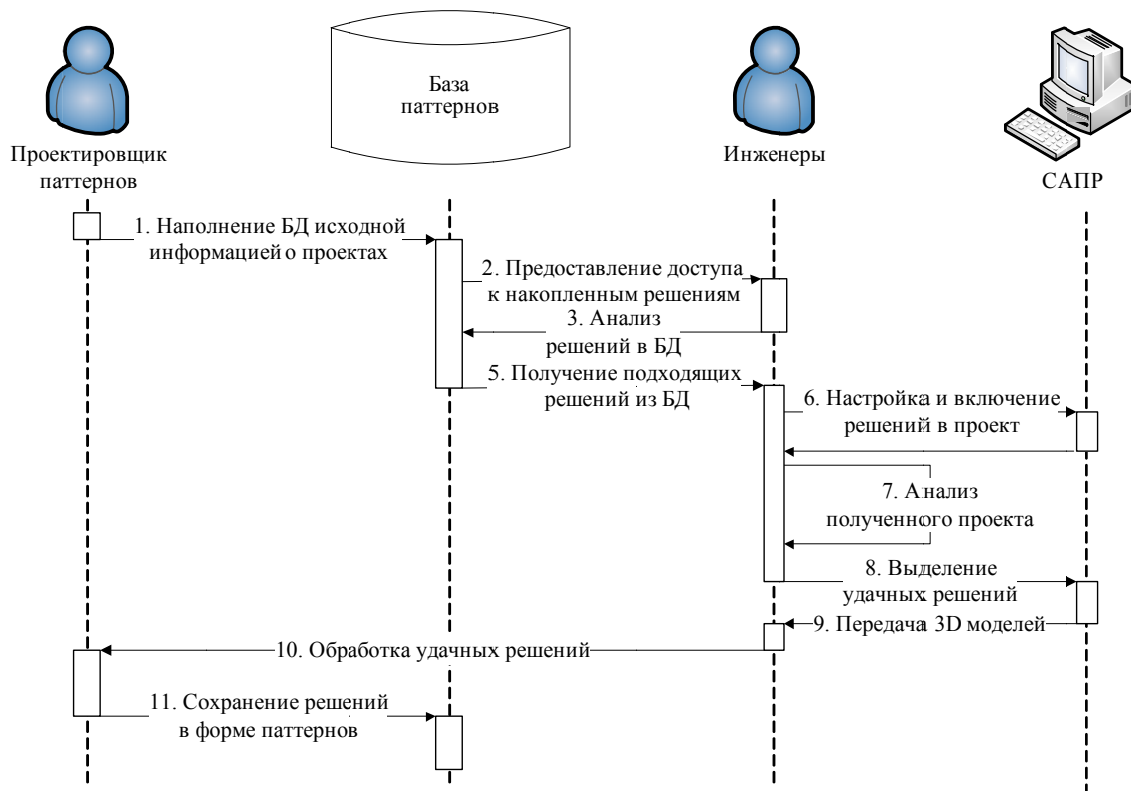 База
паттернов
Проектировщик
паттернов
Инженеры
САПР
1. Наполнение БД исходной
информацией о проектах
2. Предоставление доступа
к накопленным решениям
3. Анализ
решений в БД
5. Получение подходящих
решений из БД
6. Настройка и включение
решений в проект
7. Анализ
полученного проекта
8. Выделение
удачных решений
9. Передача 3D моделей
10. Обработка удачных решений
11. Сохранение решений
в форме паттернов